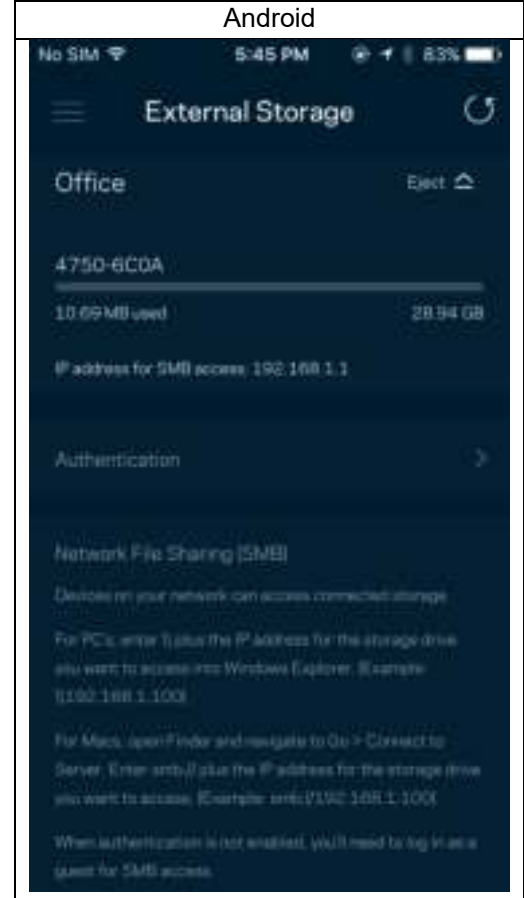 Android
No SIM 5:45 PM 83%
External Storage
Office Eject
4750-6C0A
10.69 MB used 28.94 GB
IP address for SMB access: 192.168.1.1
Authentication
Network File Sharing (SMB)
Devices on your network can access connected storage
For PC's, enter \\ plus the IP address for the storage drive
you want to access into Windows Explorer. (Example:
\\192.168.1.100)
For Macs, open Finder and navigate to Go > Connect to
Server. Enter smb:// plus the IP address for the storage drive
you want to access. (Example: smb://192.168.1.100)
When authentication is not enabled, you'll need to log in as a
guest for SMB access.